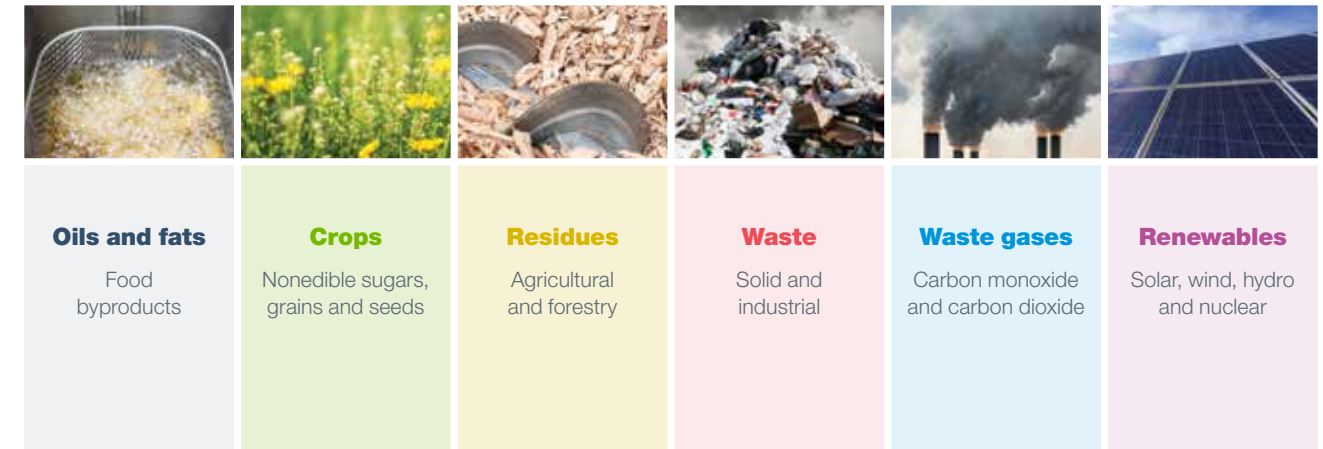 Oils and fats
Food
byproducts
Crops
Nonedible sugars,
grains and seeds
Residues
Agricultural
and forestry
Waste
Solid and
industrial
Waste gases
Carbon monoxide
and carbon dioxide
Renewables
Solar, wind, hydro
and nuclear